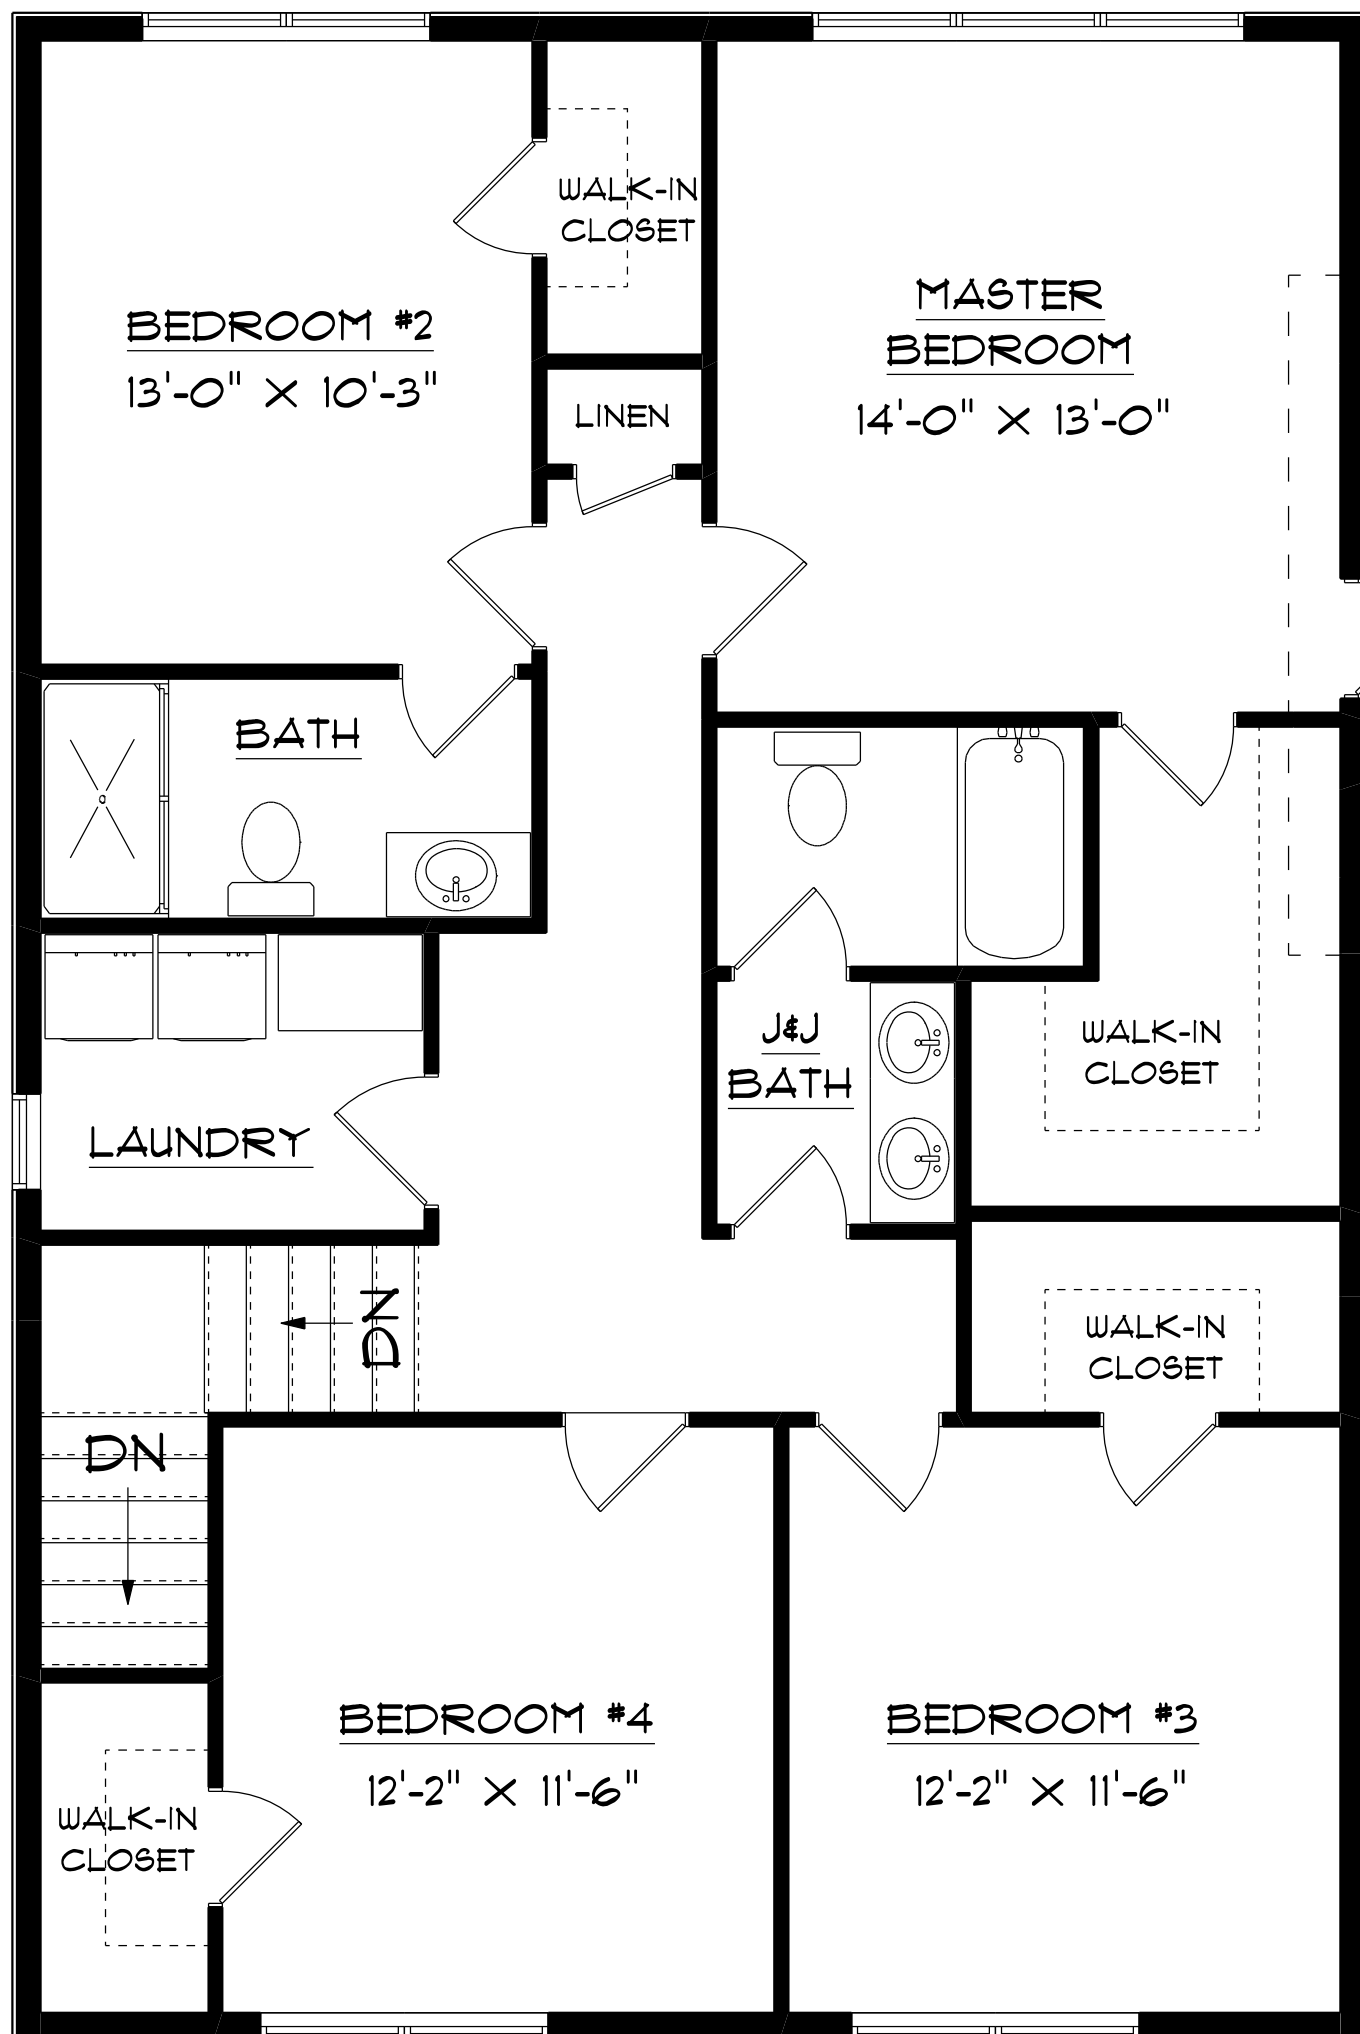 WALK-IN
CLOSET
BEDROOM #2
13'-0" X 10'-3"
MASTER
BEDROOM
14'-0" X 13'-0"
LINEN
BATH
J&J
BATH
WALK-IN
CLOSET
LAUNDRY
DN
WALK-IN
CLOSET
DN
BEDROOM #4
12'-2" X 11'-6"
BEDROOM #3
12'-2" X 11'-6"
WALK-IN
CLOSET